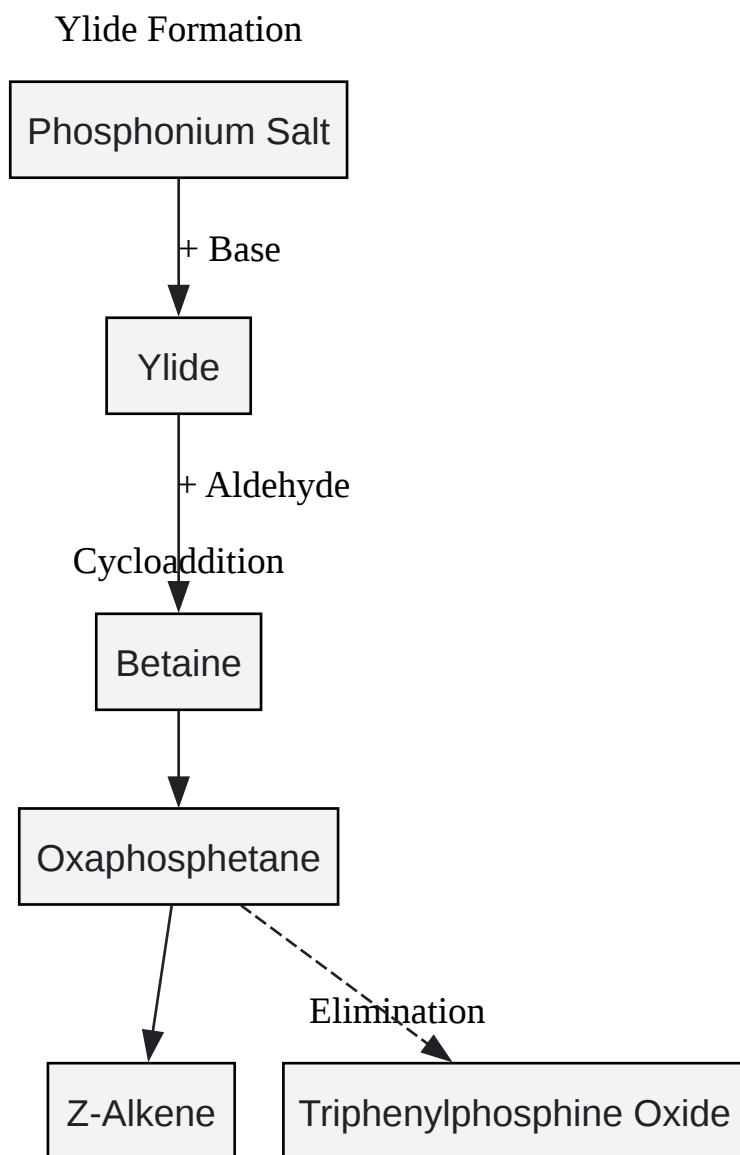 Ylide Formation
Phosphonium Salt
+ Base
Ylide
+ Aldehyde
Cycloaddition
Betaine
Oxaphosphetane
Elimination
Z-Alkene
Triphenylphosphine Oxide